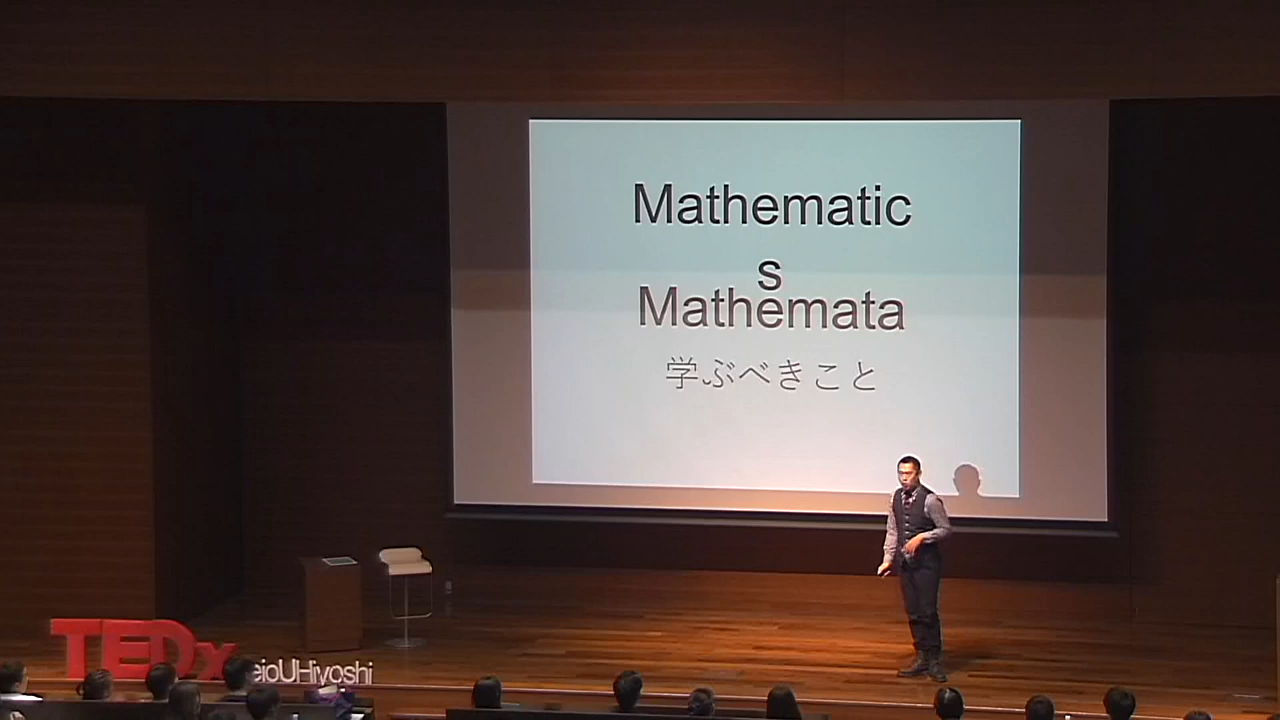 Mathematic
s
Mathemata
学ぶべきこと
TEDx
eioUHiyoshi